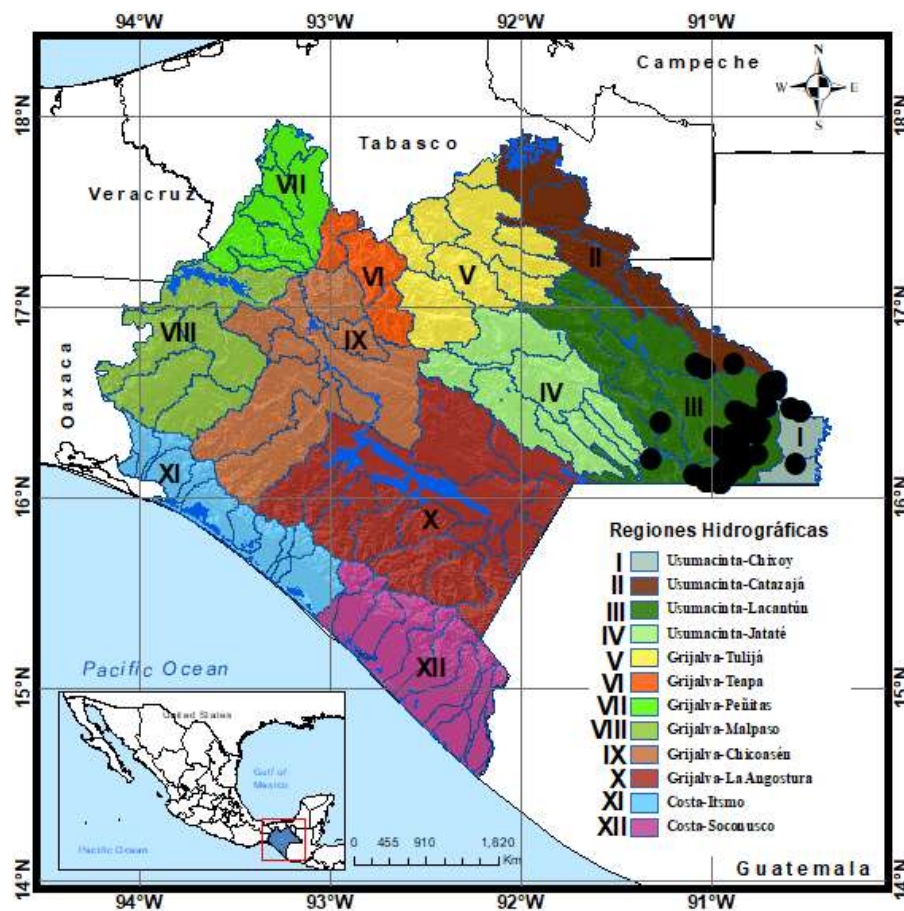 94°W 93°W 92°W 91°W
Campeche
N
W E
S
18°N 18°N
Tabasco
Veracruz
VII
VI
V
II
17°N 17°N
VIII
IX
IV
III
I
Oaxaca
XI
16°N 16°N
X
Regiones Hidrográficas
I Usumacinta-Chixoy
II Usumacinta-Catazajá
III Usumacinta-Lacantún
IV Usumacinta-Jataté
V Grijalva-Tulijá
VI Grijalva-Teapa
VII Grijalva-Peñitas
VIII Grijalva-Malpaso
IX Grijalva-Chicoasén
X Grijalva-La Angostura
XI Costa-Itsmo
XII Costa-Soconusco
XII
Pacific Ocean
15°N 15°N
United States
Gulf of
Mexico
Pacific Ocean
0 455 910 1,820
Km
Guatemala
14°N 14°N
94°W 93°W 92°W 91°W